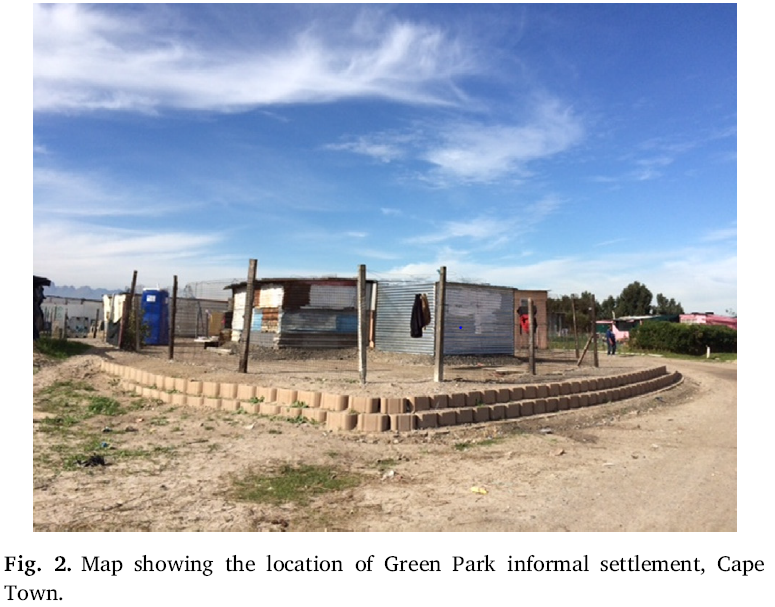 Fig. 2. Map showing the location of Green Park informal settlement, Cape
Town.